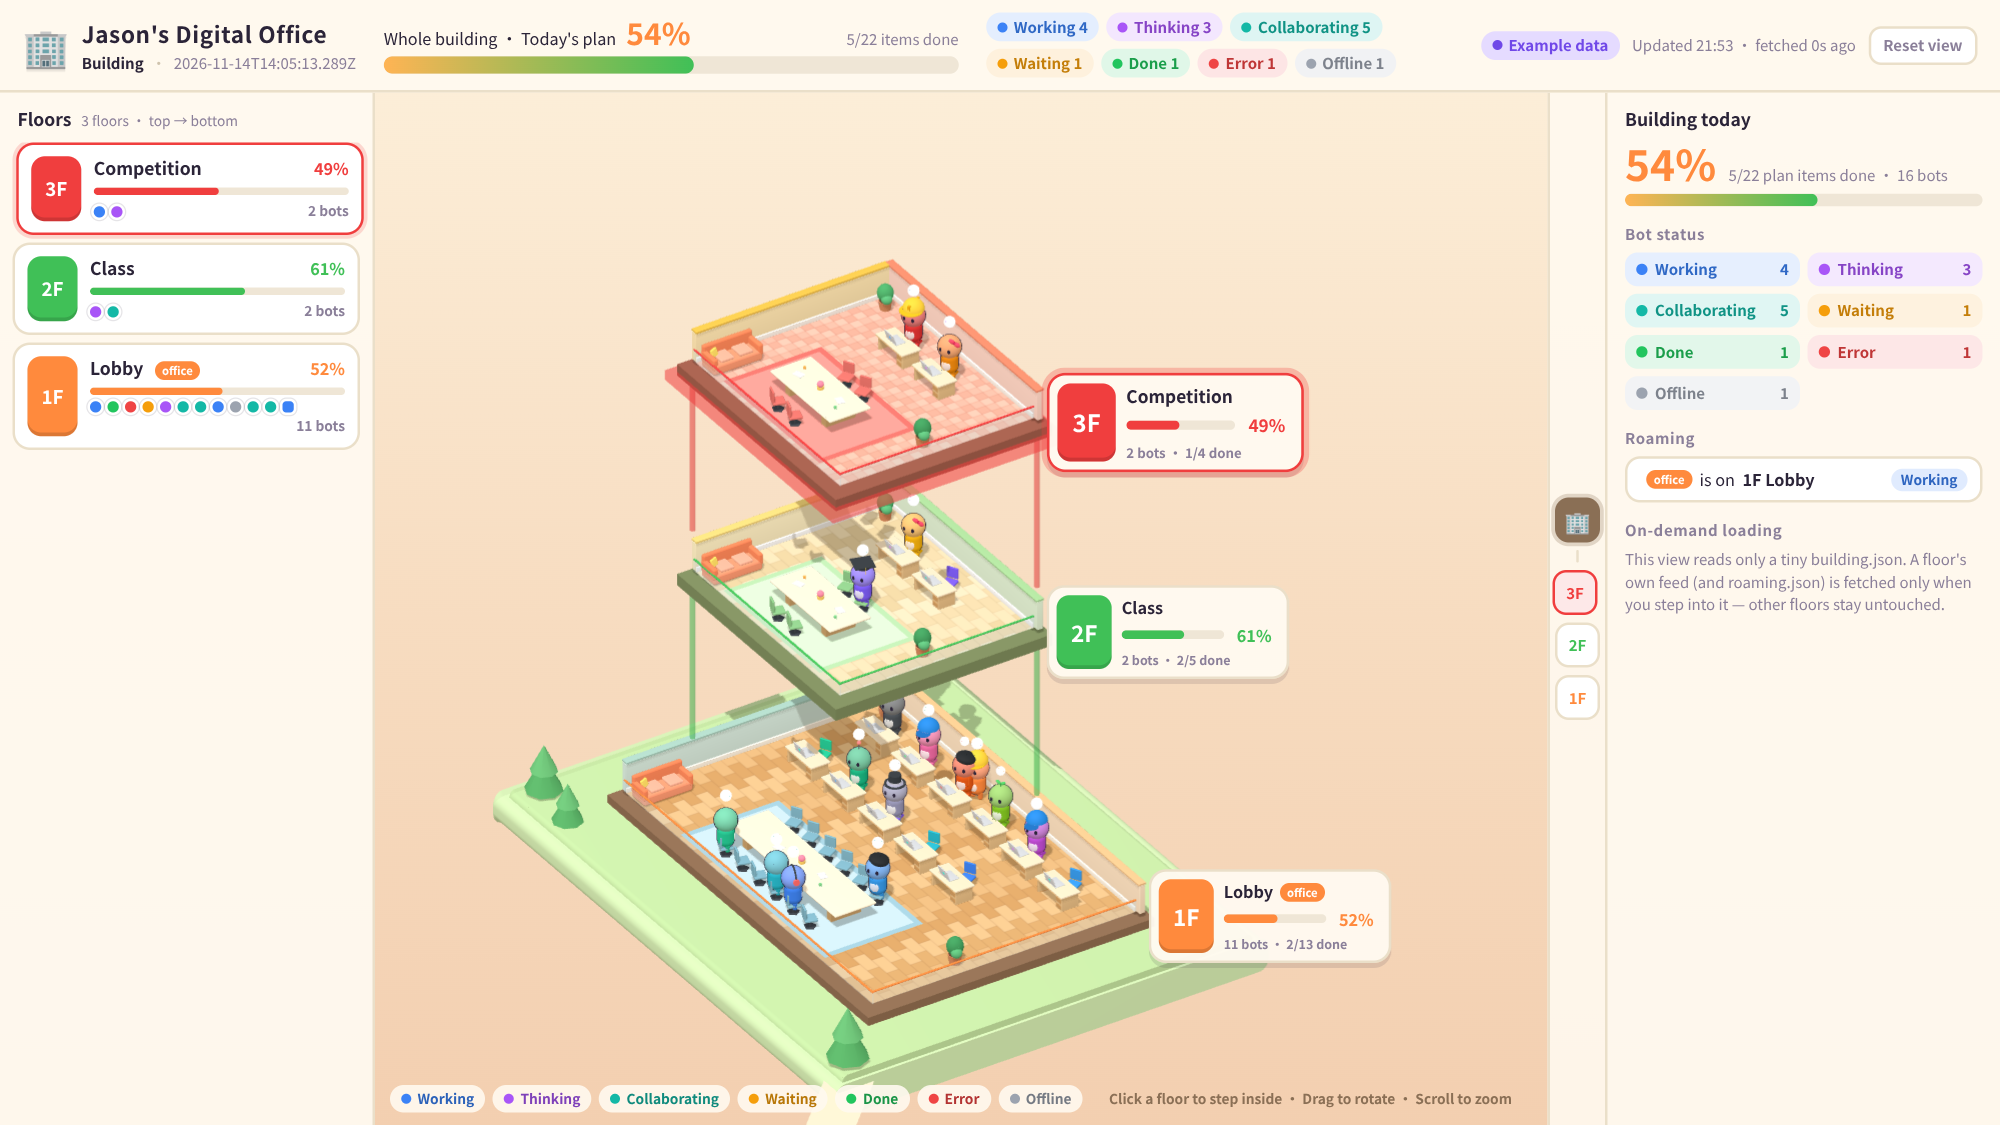 Jason's Digital Office
Building · 2026-11-14T14:05:13.289Z
Whole building • Today's plan 54%
5/22 items done
Working 4
Thinking 3
Collaborating 5
Waiting 1
Done 1
Error 1
Offline 1
Example data
Updated 21:53 • fetched 0s ago
Reset view
Floors 3 floors • top → bottom
3F
Competition
49%
2 bots
2F
Class
61%
2 bots
1F
Lobby office
52%
11 bots
3F
Competition
49%
2 bots • 1/4 done
2F
Class
61%
2 bots • 2/5 done
1F
Lobby office
52%
11 bots • 2/13 done
Working
Thinking
Collaborating
Waiting
Done
Error
Offline
Click a floor to step inside • Drag to rotate • Scroll to zoom
3F
2F
1F
Building today
54% 5/22 plan items done • 16 bots
Bot status
Working 4
Thinking 3
Collaborating 5
Waiting 1
Done 1
Error 1
Offline 1
Roaming
office is on 1F Lobby Working
On-demand loading
This view reads only a tiny building.json. A floor's
own feed (and roaming.json) is fetched only when
you step into it — other floors stay untouched.